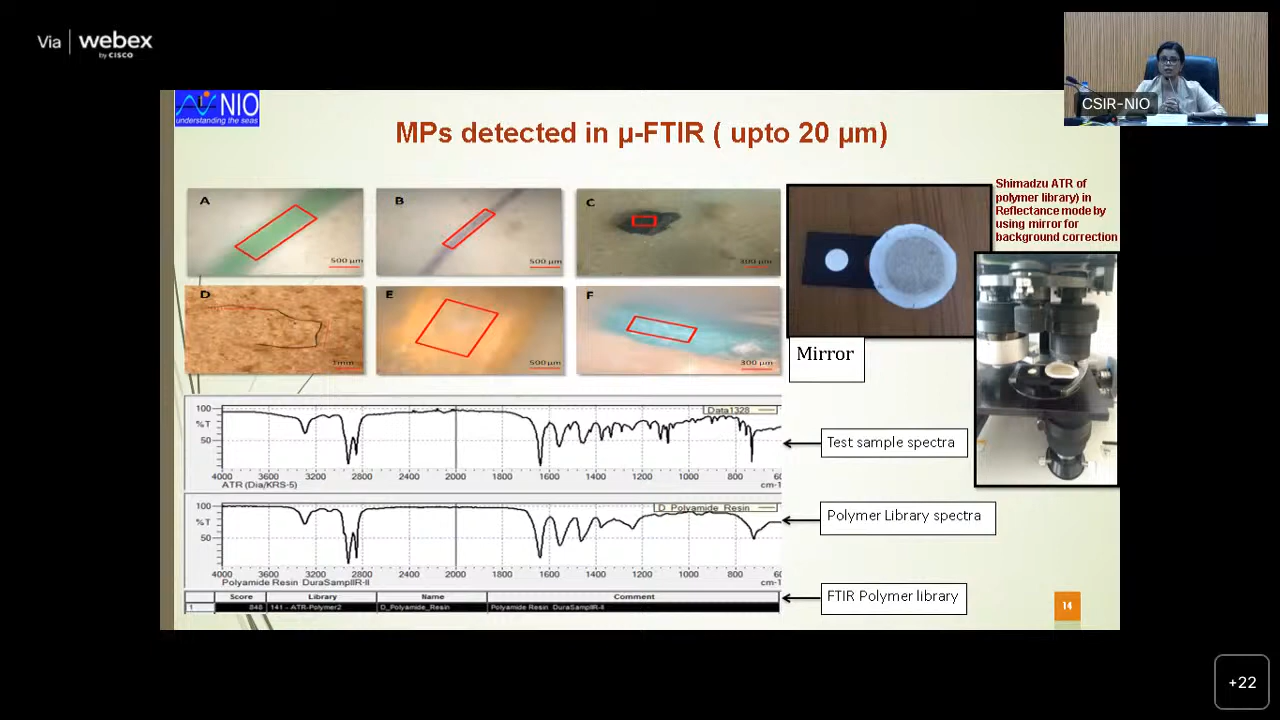 Via webex
by CISCO
CSIR-NIO
NIO
understanding the seas
MPs detected in µ-FTIR ( upto 20 µm)
A
500 µm
B
500 µm
C
300 µm
D
1mm
E
500 µm
F
300 µm
Shimadzu ATR of
polymer library) in
Reflectance mode by
using mirror for
background correction
Mirror
Data1328
100
%T
50
4000 3600 3200 2800 2400 2000 1600 1400 1200 1000 800 60
ATR (Dia/KRS-5) cm-1
Test sample spectra
D_Polyamide_Resin
100
%T
50
4000 3600 3200 2800 2400 2000 1600 1400 1200 1000 800 60
Polyamide Resin DuraSamplIR-II cm-1
Polymer Library spectra
Score Library Name Comment
1 848 141 - ATR-Polymer2 D_Polyamide_Resin Polyamide Resin DuraSamplIR-II
FTIR Polymer library
14
+22